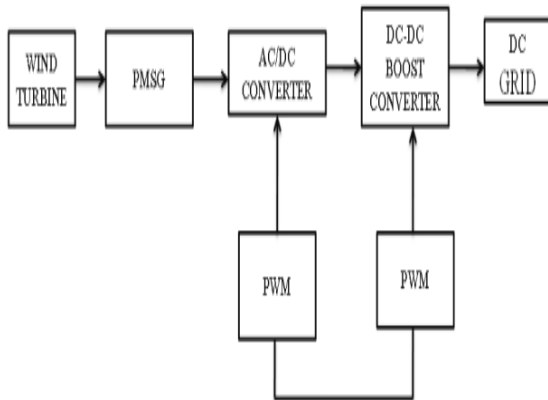 WIND
TURBINE
PMSG
AC/DC
CONVERTER
DC-DC
BOOST
CONVERTER
DC
GRID
PWM
PWM